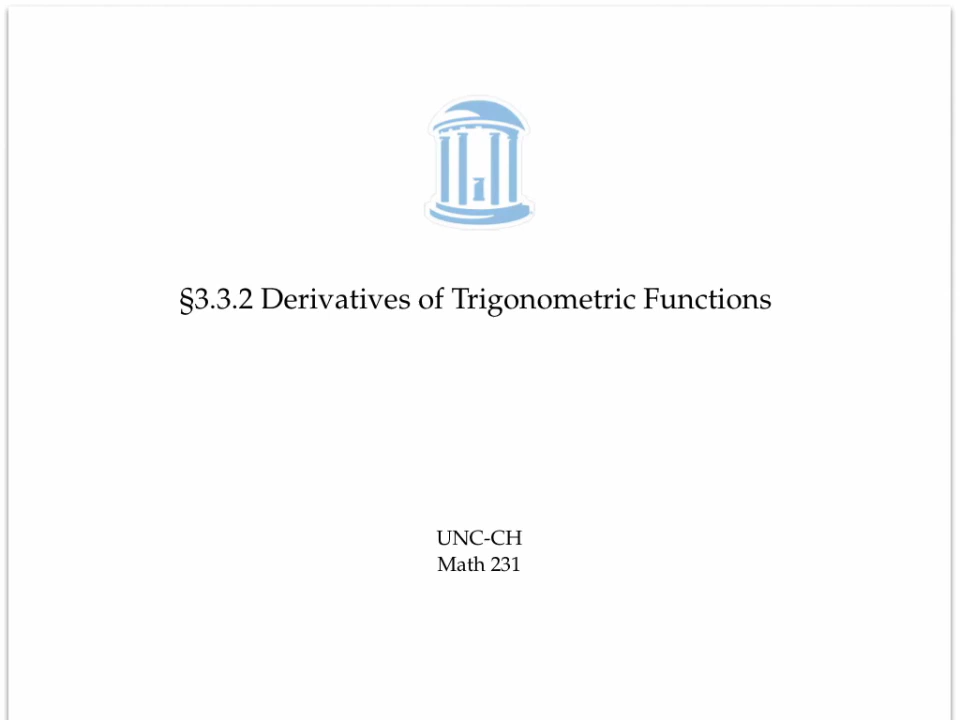 §3.3.2 Derivatives of Trigonometric Functions
UNC-CH
Math 231